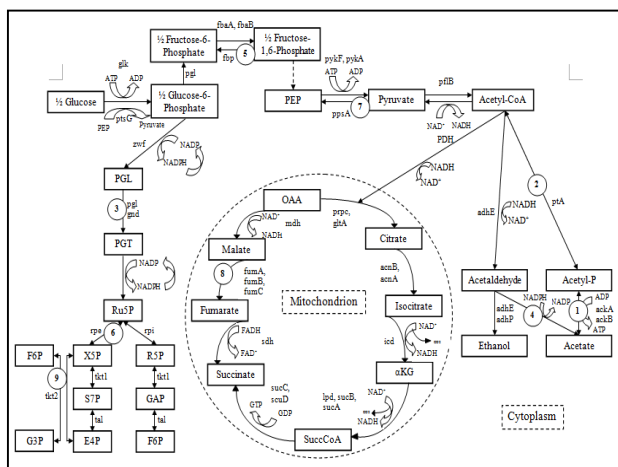 ½ Fructose-6-
Phosphate
fbaA, fbaB
fbp
5
½ Fructose-
1,6-Phosphate
glk
ATP
ADP
pgl
½ Glucose
½ Glucose-6-
Phosphate
PEP
ptsG
Pyruvate
pykF, pykA
ATP
ADP
PEP
7
ppsA
Pyruvate
pflB
NAD⁺
NADH
Acetyl-CoA
zwf
NADP
NADPH
PDH
NADH
NAD⁺
PGL
3
pgl
gnd
PGT
NADP
NADPH
Ru5P
rpe
6
rpi
F6P
X5P
R5P
9
tkt2
tkt1
tkt1
S7P
GAP
tal
tal
G3P
E4P
F6P
OAA
NAD⁺
mdh
NADH
prpc,
gltA
Malate
Citrate
8
fumA,
fumB,
fumC
acnB,
acnA
Mitochondrion
Fumarate
Isocitrate
FADH
sdh
FAD⁺
icd
NAD⁺
NADH
Succinate
αKG
sucC,
scuD
GTP
GDP
lpd, sucB,
sucA
NAD⁺
NADH
SuccCoA
2
ptA
adhE
NADH
NAD⁺
Acetaldehyde
Acetyl-P
adhE
adhP
NADPH
NADP
4
1
ADP
ackA
ackB
ATP
Ethanol
Acetate
Cytoplasm